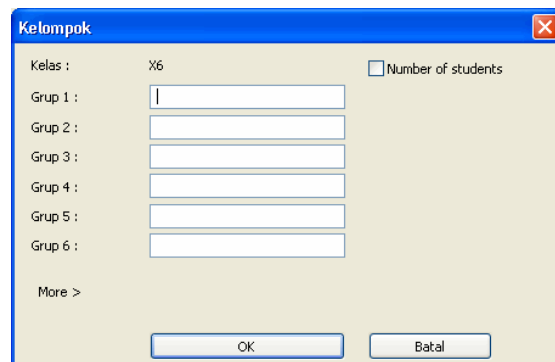 Kelompok
Kelas : X6 Number of students
Grup 1 :
Grup 2 :
Grup 3 :
Grup 4 :
Grup 5 :
Grup 6 :
More >
OK Batal